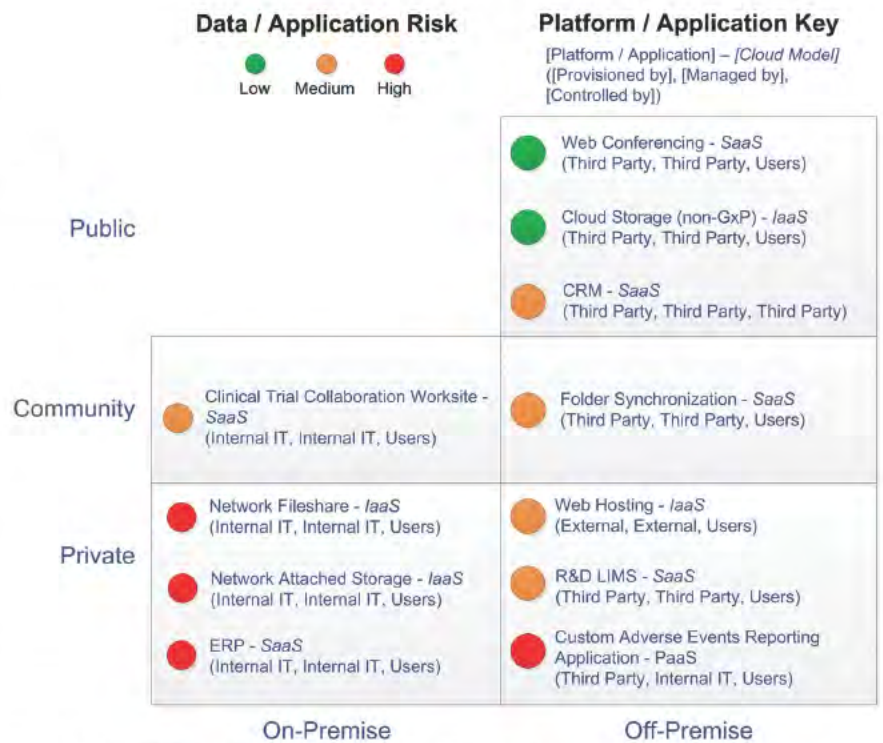 Data / Application Risk
Low
Medium
High
Platform / Application Key
[Platform / Application] – [Cloud Model]
([Provisioned by], [Managed by],
[Controlled by])
Public
Web Conferencing - SaaS
(Third Party, Third Party, Users)
Cloud Storage (non-GxP) - IaaS
(Third Party, Third Party, Users)
CRM - SaaS
(Third Party, Third Party, Third Party)
Community
Clinical Trial Collaboration Worksite -
SaaS
(Internal IT, Internal IT, Users)
Folder Synchronization - SaaS
(Third Party, Third Party, Users)
Private
Network Fileshare - IaaS
(Internal IT, Internal IT, Users)
Network Attached Storage - IaaS
(Internal IT, Internal IT, Users)
ERP - SaaS
(Internal IT, Internal IT, Users)
Web Hosting - IaaS
(External, External, Users)
R&D LIMS - SaaS
(Third Party, Third Party, Users)
Custom Adverse Events Reporting
Application - PaaS
(Third Party, Internal IT, Users)
On-Premise
Off-Premise